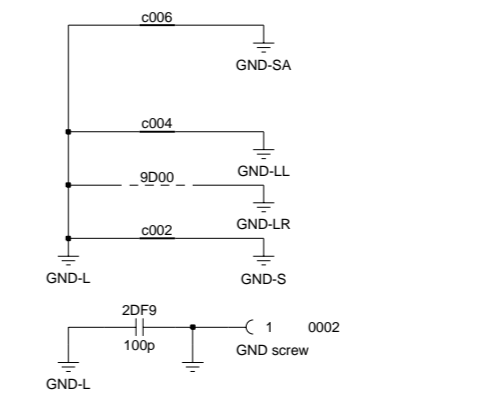 c006
GND-SA
c004
GND-LL
9D00
GND-LR
c002
GND-L
GND-S
2DF9
100p
1 0002
GND screw
GND-L